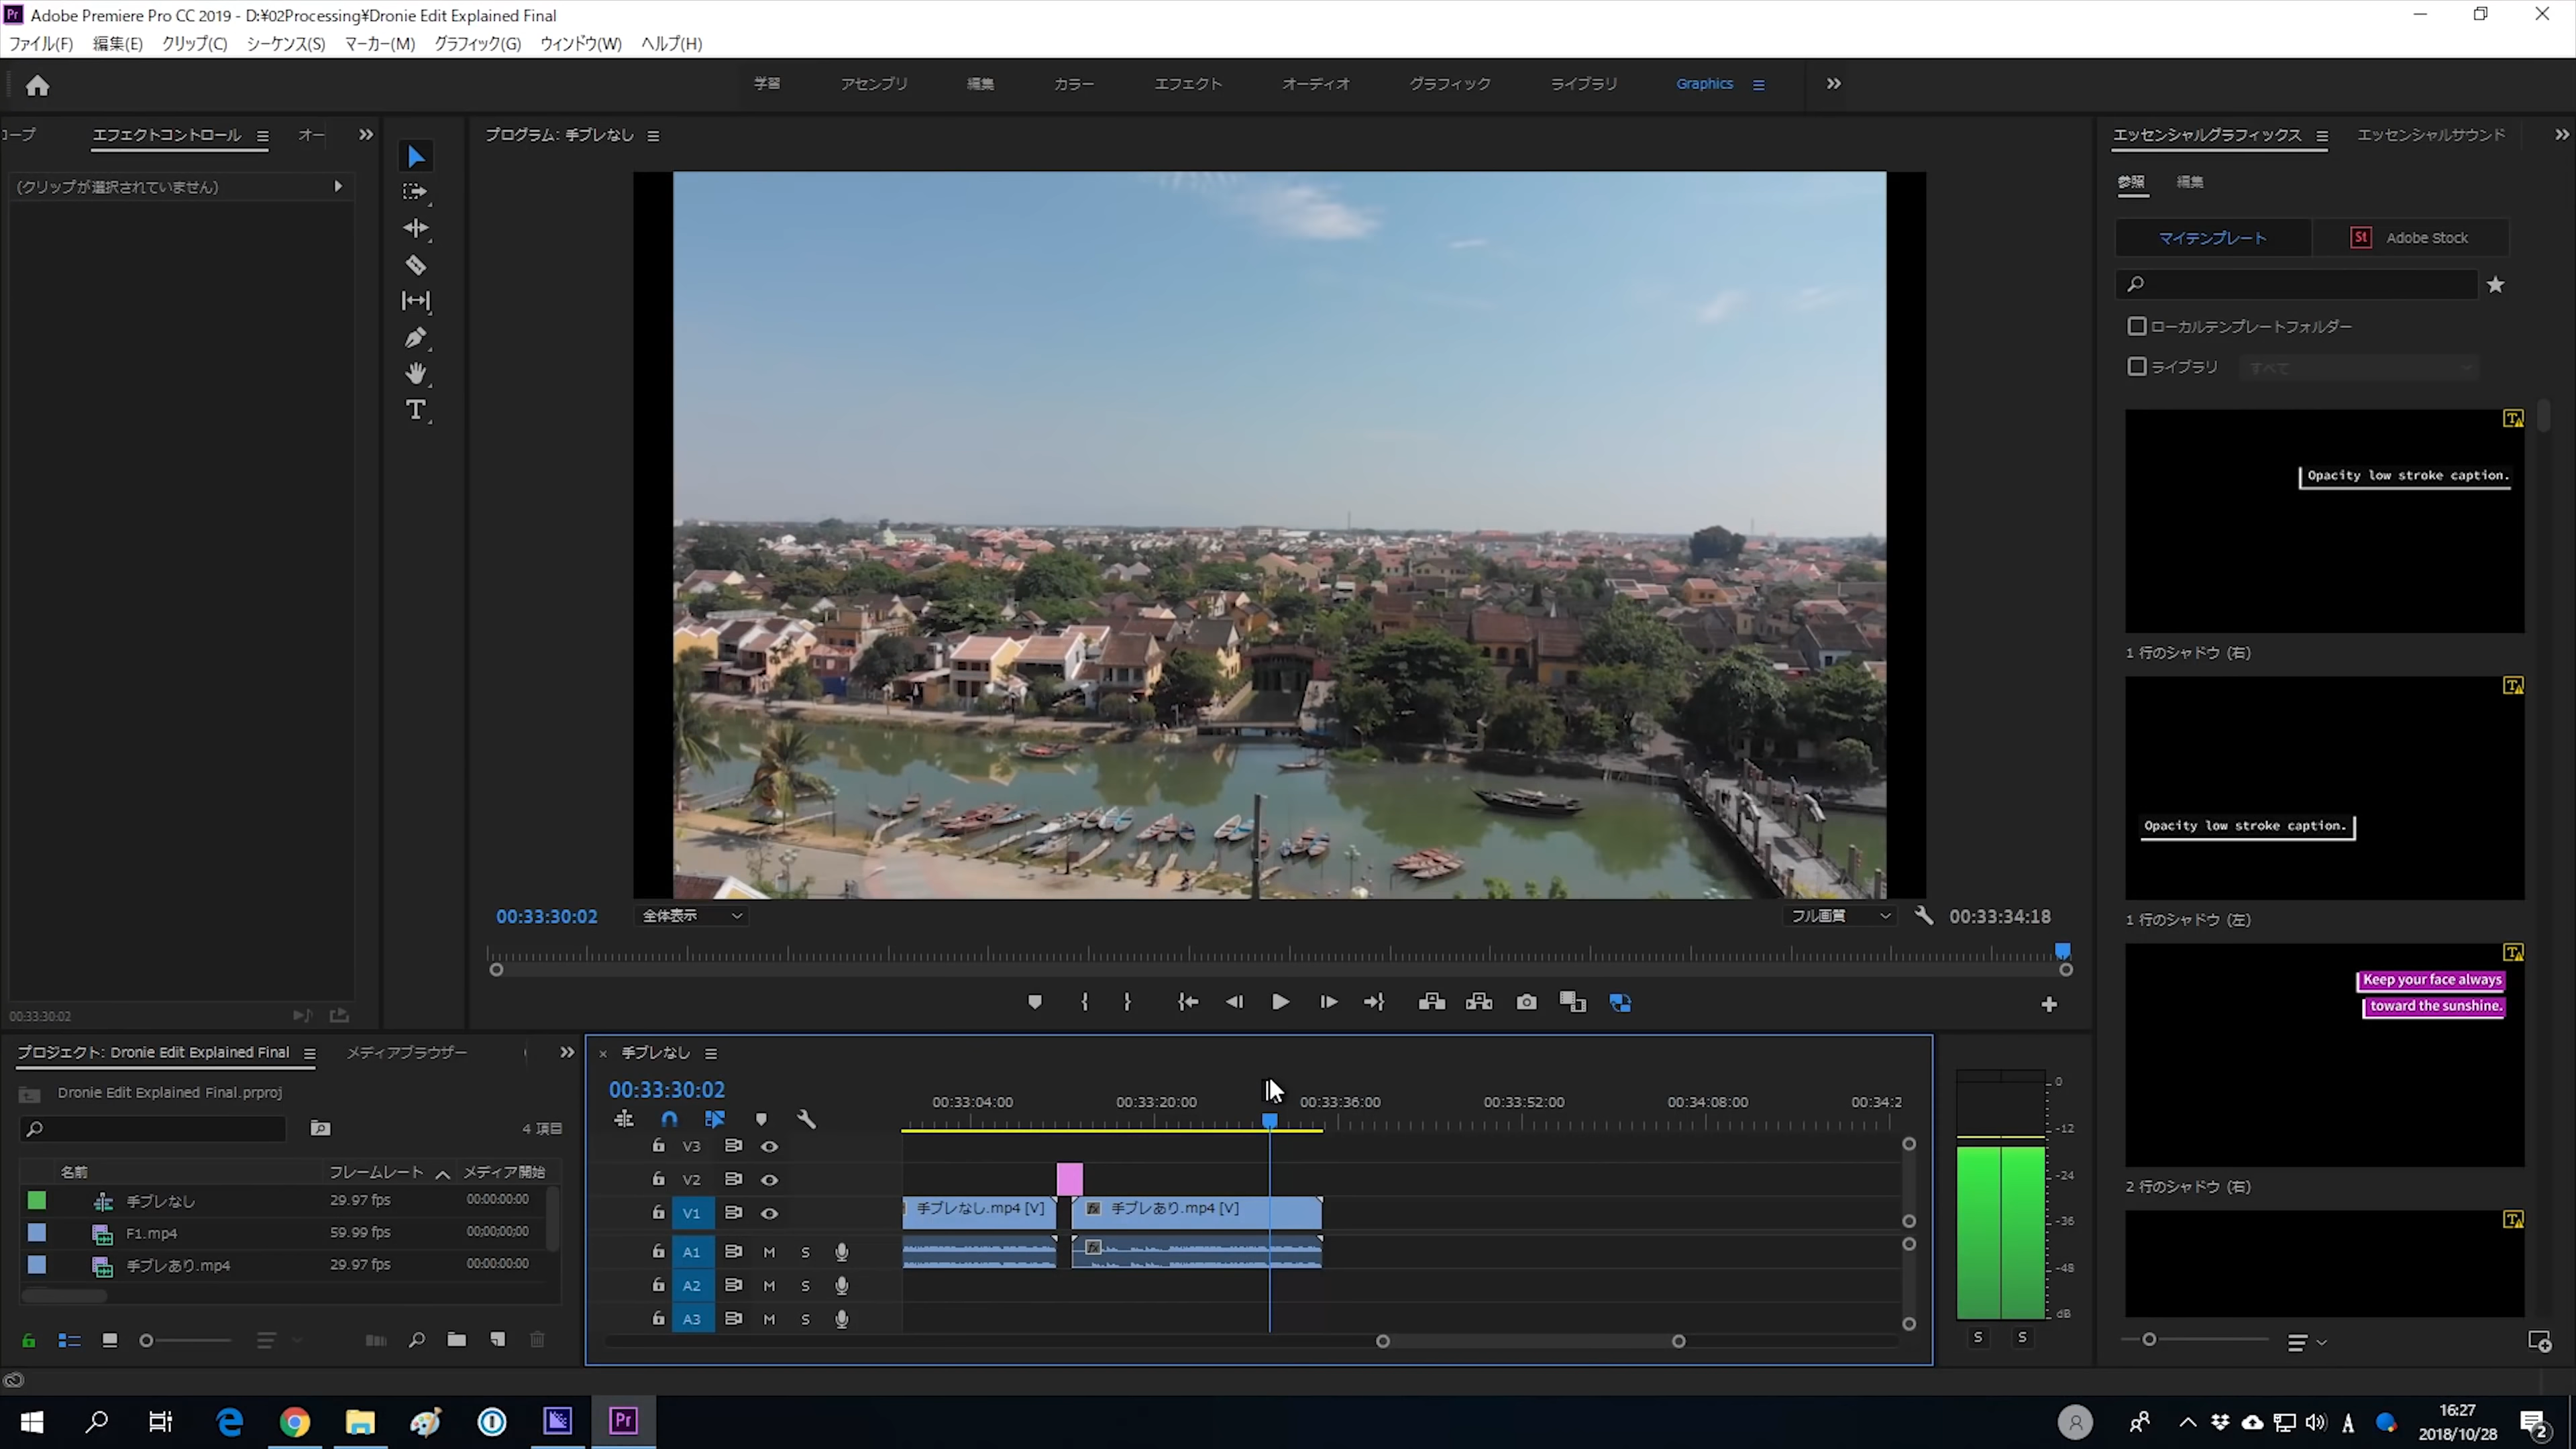 Adobe Premiere Pro CC 2019 - D:¥02Processing¥Dronie Edit Explained Final
ファイル(F) 編集(E) クリップ(C) シーケンス(S) マーカー(M) グラフィック(G) ウィンドウ(W) ヘルプ(H)
学習 アセンブリ 編集 カラー エフェクト オーディオ グラフィック ライブラリ Graphics
コープ エフェクトコントロール オー
プログラム: 手ブレなし
エッセンシャルグラフィックス エッセンシャルサウンド
(クリップが選択されていません)
参照 編集
マイテンプレート St Adobe Stock
ローカルテンプレートフォルダー
ライブラリ すべて
Opacity low stroke caption.
1 行のシャドウ (右)
Opacity low stroke caption.
1 行のシャドウ (左)
Keep your face always
toward the sunshine.
2 行のシャドウ (右)
00:33:30:02 全体表示 フル画質 00:33:34:18
00:33:30:02
プロジェクト: Dronie Edit Explained Final メディアブラウザー
Dronie Edit Explained Final.prproj
4 項目
名前 フレームレート メディア開始
手ブレなし 29.97 fps 00:00:00:00
F1.mp4 59.99 fps 00;00;00;00
手ブレあり.mp4 29.97 fps 00:00:00:00
× 手ブレなし
00:33:30:02
00:33:04:00 00:33:20:00 00:33:36:00 00:33:52:00 00:34:08:00 00:34:2
V3
V2
V1 手ブレなし.mp4 [V] fx 手ブレあり.mp4 [V]
A1 M S fx
A2 M S
A3 M S
0
-12
-24
-36
-48
dB
S S
Pr
A
16:27
2018/10/28
2